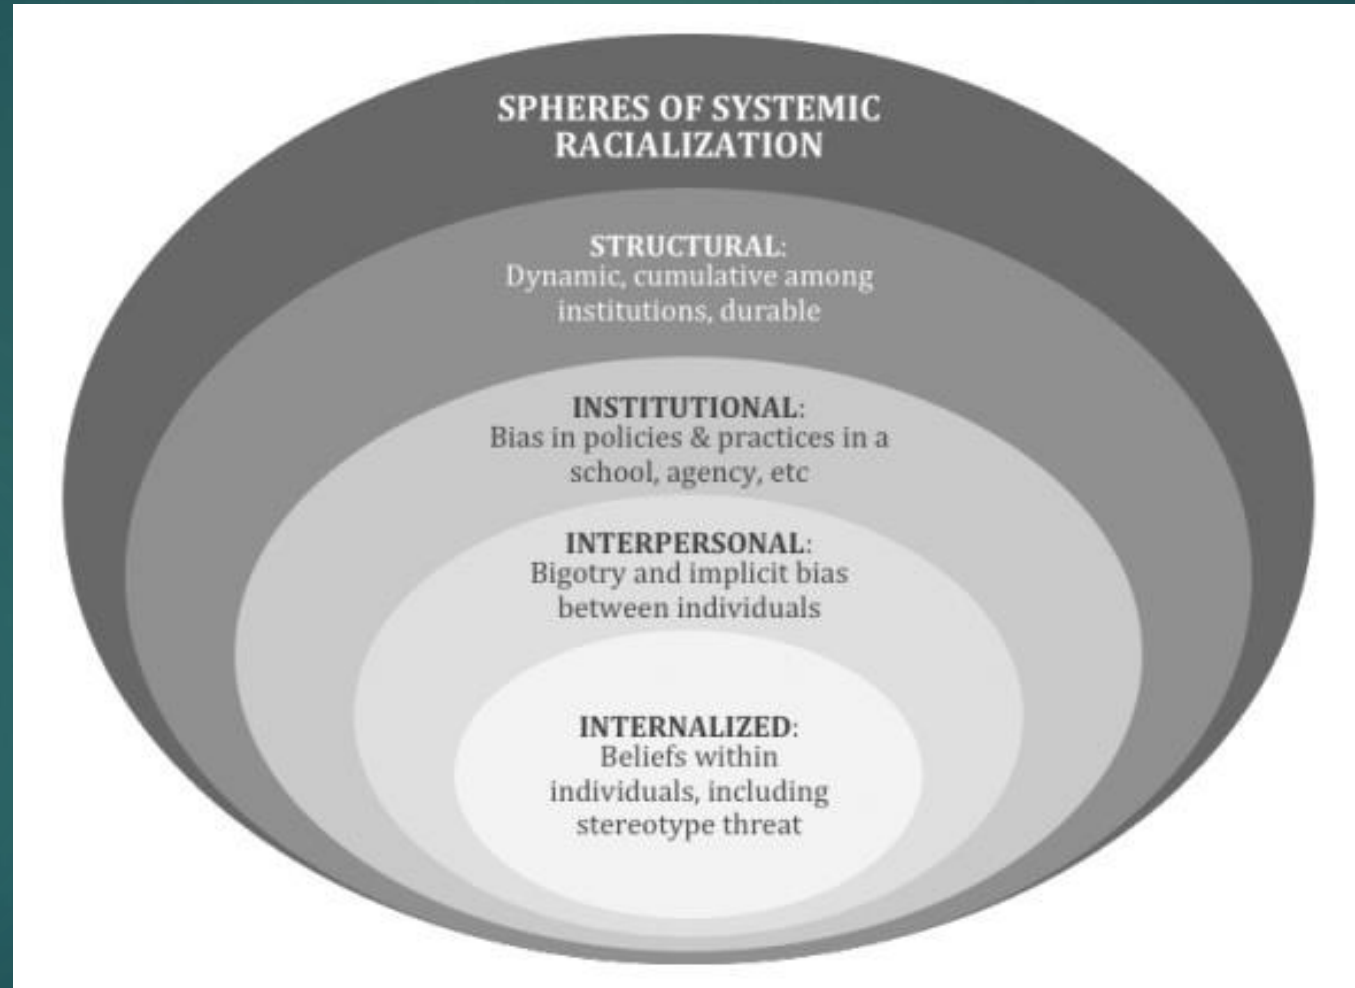 SPHERES OF SYSTEMIC
RACIALIZATION
STRUCTURAL:
Dynamic, cumulative among
institutions, durable
INSTITUTIONAL:
Bias in policies & practices in a
school, agency, etc
INTERPERSONAL:
Bigotry and implicit bias
between individuals
INTERNALIZED:
Beliefs within
individuals, including
stereotype threat